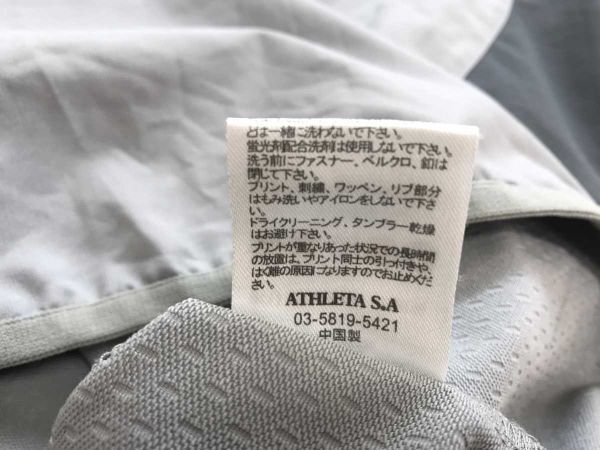 どは一緒に洗わないで下さい。
蛍光剤配合洗剤は使用しないで下さい。
洗う前にファスナー、ベルクロ、釦は
閉じて下さい。
プリント、刺繍、ワッペン、リブ部分
はもみ洗いやアイロンをしないで下さ
い。
ドライクリーニング、タンブラー乾燥
はお避け下さい。
プリントが重なりあった状況での長時間
の放置は、プリント同士の引っ付きや、
はく離の原因になりますのでお止めくだ
さい。
ATHLETA S.A
03-5819-5421
中国製